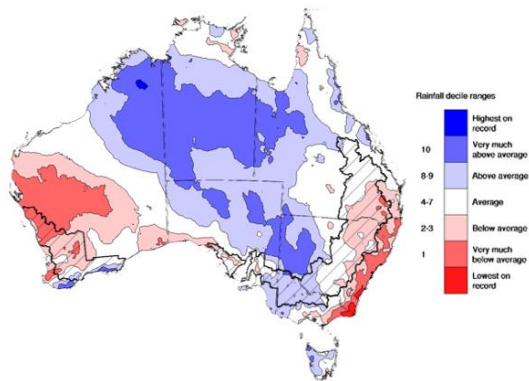 Rainfall decile ranges
Highest on
record
10 Very much
above average
8-9 Above average
4-7 Average
2-3 Below average
1 Very much
below average
Lowest on
record